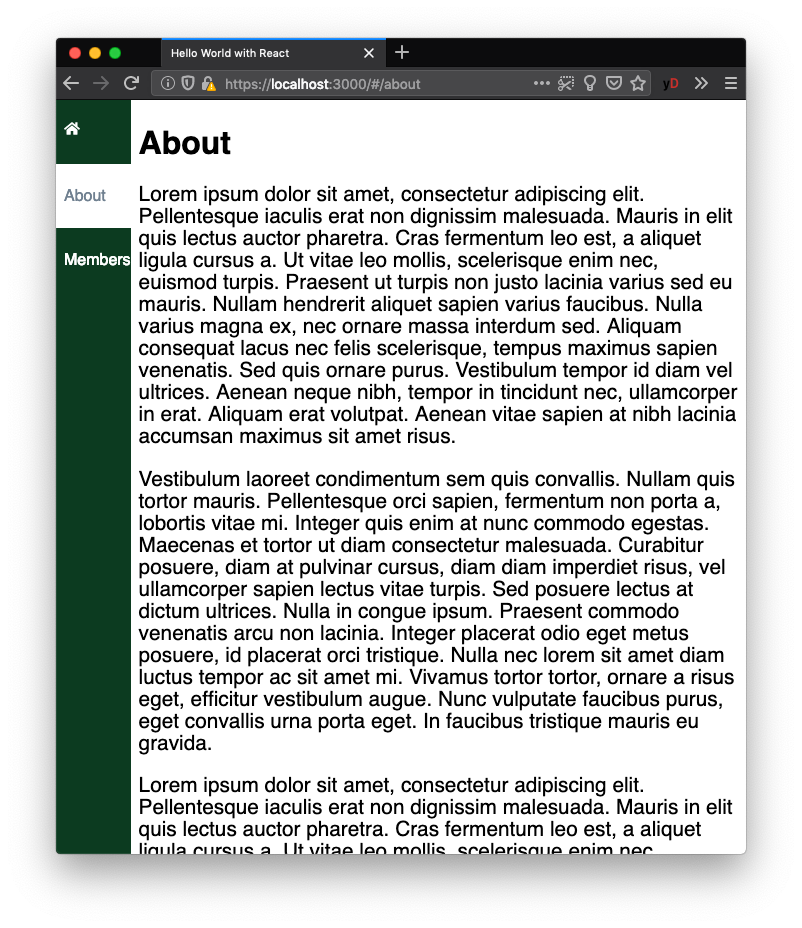 Hello World with React
https://localhost:3000/#/about
yD
About
Members
About
Lorem ipsum dolor sit amet, consectetur adipiscing elit.
Pellentesque iaculis erat non dignissim malesuada. Mauris in elit
quis lectus auctor pharetra. Cras fermentum leo est, a aliquet
ligula cursus a. Ut vitae leo mollis, scelerisque enim nec,
euismod turpis. Praesent ut turpis non justo lacinia varius sed eu
mauris. Nullam hendrerit aliquet sapien varius faucibus. Nulla
varius magna ex, nec ornare massa interdum sed. Aliquam
consequat lacus nec felis scelerisque, tempus maximus sapien
venenatis. Sed quis ornare purus. Vestibulum tempor id diam vel
ultrices. Aenean neque nibh, tempor in tincidunt nec, ullamcorper
in erat. Aliquam erat volutpat. Aenean vitae sapien at nibh lacinia
accumsan maximus sit amet risus.
Vestibulum laoreet condimentum sem quis convallis. Nullam quis
tortor mauris. Pellentesque orci sapien, fermentum non porta a,
lobortis vitae mi. Integer quis enim at nunc commodo egestas.
Maecenas et tortor ut diam consectetur malesuada. Curabitur
posuere, diam at pulvinar cursus, diam diam imperdiet risus, vel
ullamcorper sapien lectus vitae turpis. Sed posuere lectus at
dictum ultrices. Nulla in congue ipsum. Praesent commodo
venenatis arcu non lacinia. Integer placerat odio eget metus
posuere, id placerat orci tristique. Nulla nec lorem sit amet diam
luctus tempor ac sit amet mi. Vivamus tortor tortor, ornare a risus
eget, efficitur vestibulum augue. Nunc vulputate faucibus purus,
eget convallis urna porta eget. In faucibus tristique mauris eu
gravida.
Lorem ipsum dolor sit amet, consectetur adipiscing elit.
Pellentesque iaculis erat non dignissim malesuada. Mauris in elit
quis lectus auctor pharetra. Cras fermentum leo est, a aliquet
ligula cursus a. Ut vitae leo mollis, scelerisque enim nec,